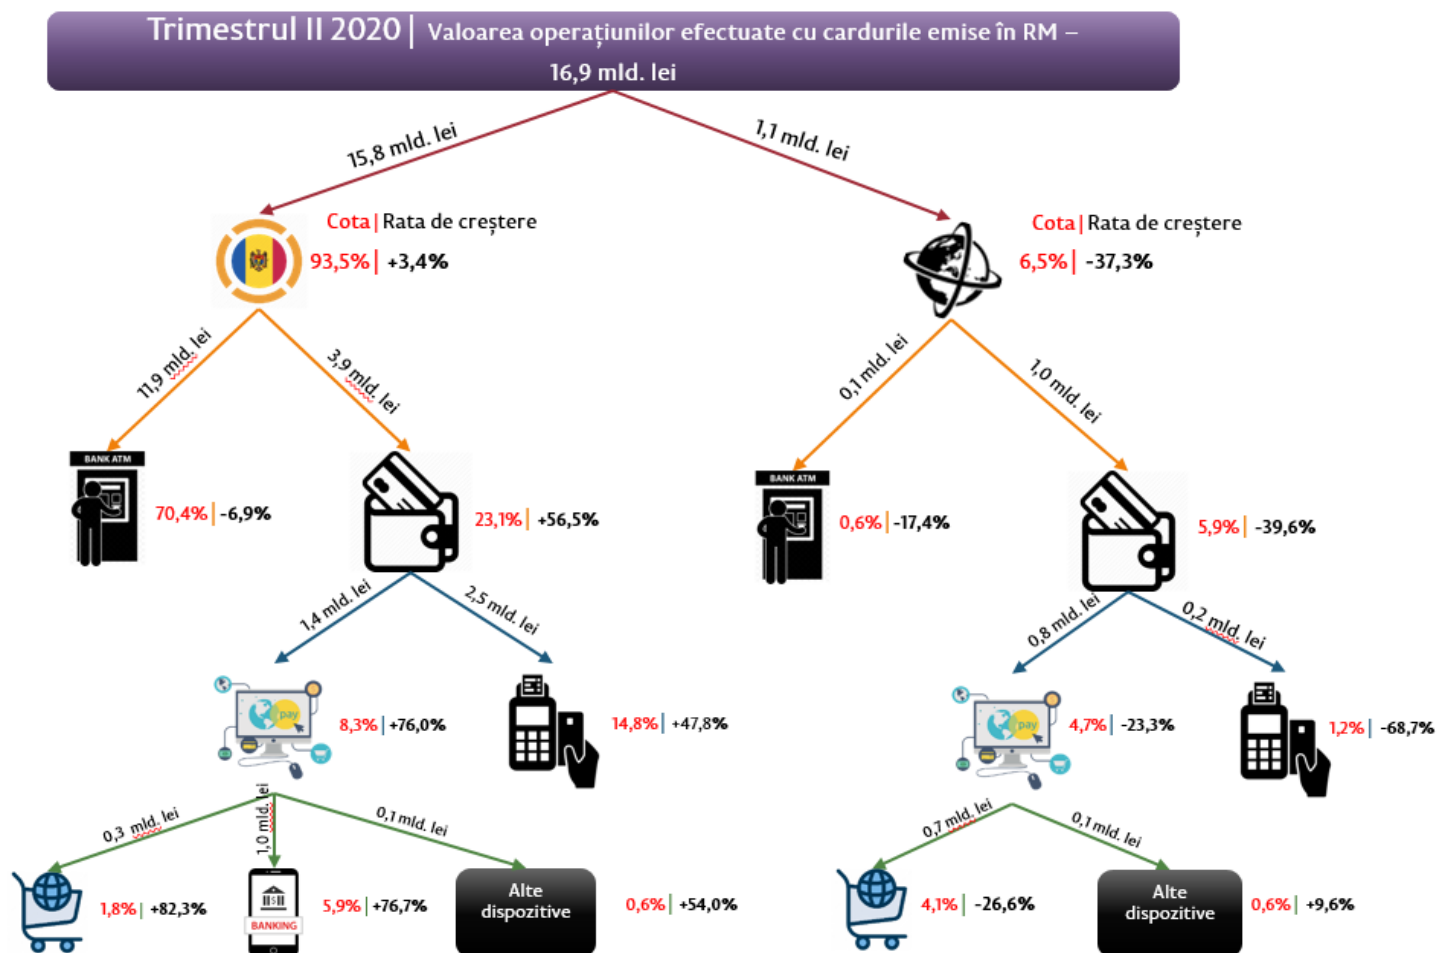 Trimestrul II 2020 | Valoarea operațiunilor efectuate cu cardurile emise în RM –
16,9 mld. lei
15,8 mld. lei
1,1 mld. lei
Cota | Rata de creștere
93,5% | +3,4%
Cota | Rata de creștere
6,5% | -37,3%
11,9 mld. lei
3,9 mld. lei
0,1 mld. lei
1,0 mld. lei
BANK ATM
70,4% | -6,9%
23,1% | +56,5%
BANK ATM
0,6% | -17,4%
5,9% | -39,6%
1,4 mld. lei
2,5 mld. lei
0,8 mld. lei
0,2 mld. lei
pay
8,3% | +76,0%
14,8% | +47,8%
pay
4,7% | -23,3%
1,2% | -68,7%
0,3 mld. lei
1,0 mld. lei
0,1 mld. lei
0,7 mld. lei
0,1 mld. lei
1,8% | +82,3%
BANKING
5,9% | +76,7%
Alte
dispozitive
0,6% | +54,0%
4,1% | -26,6%
Alte
dispozitive
0,6% | +9,6%